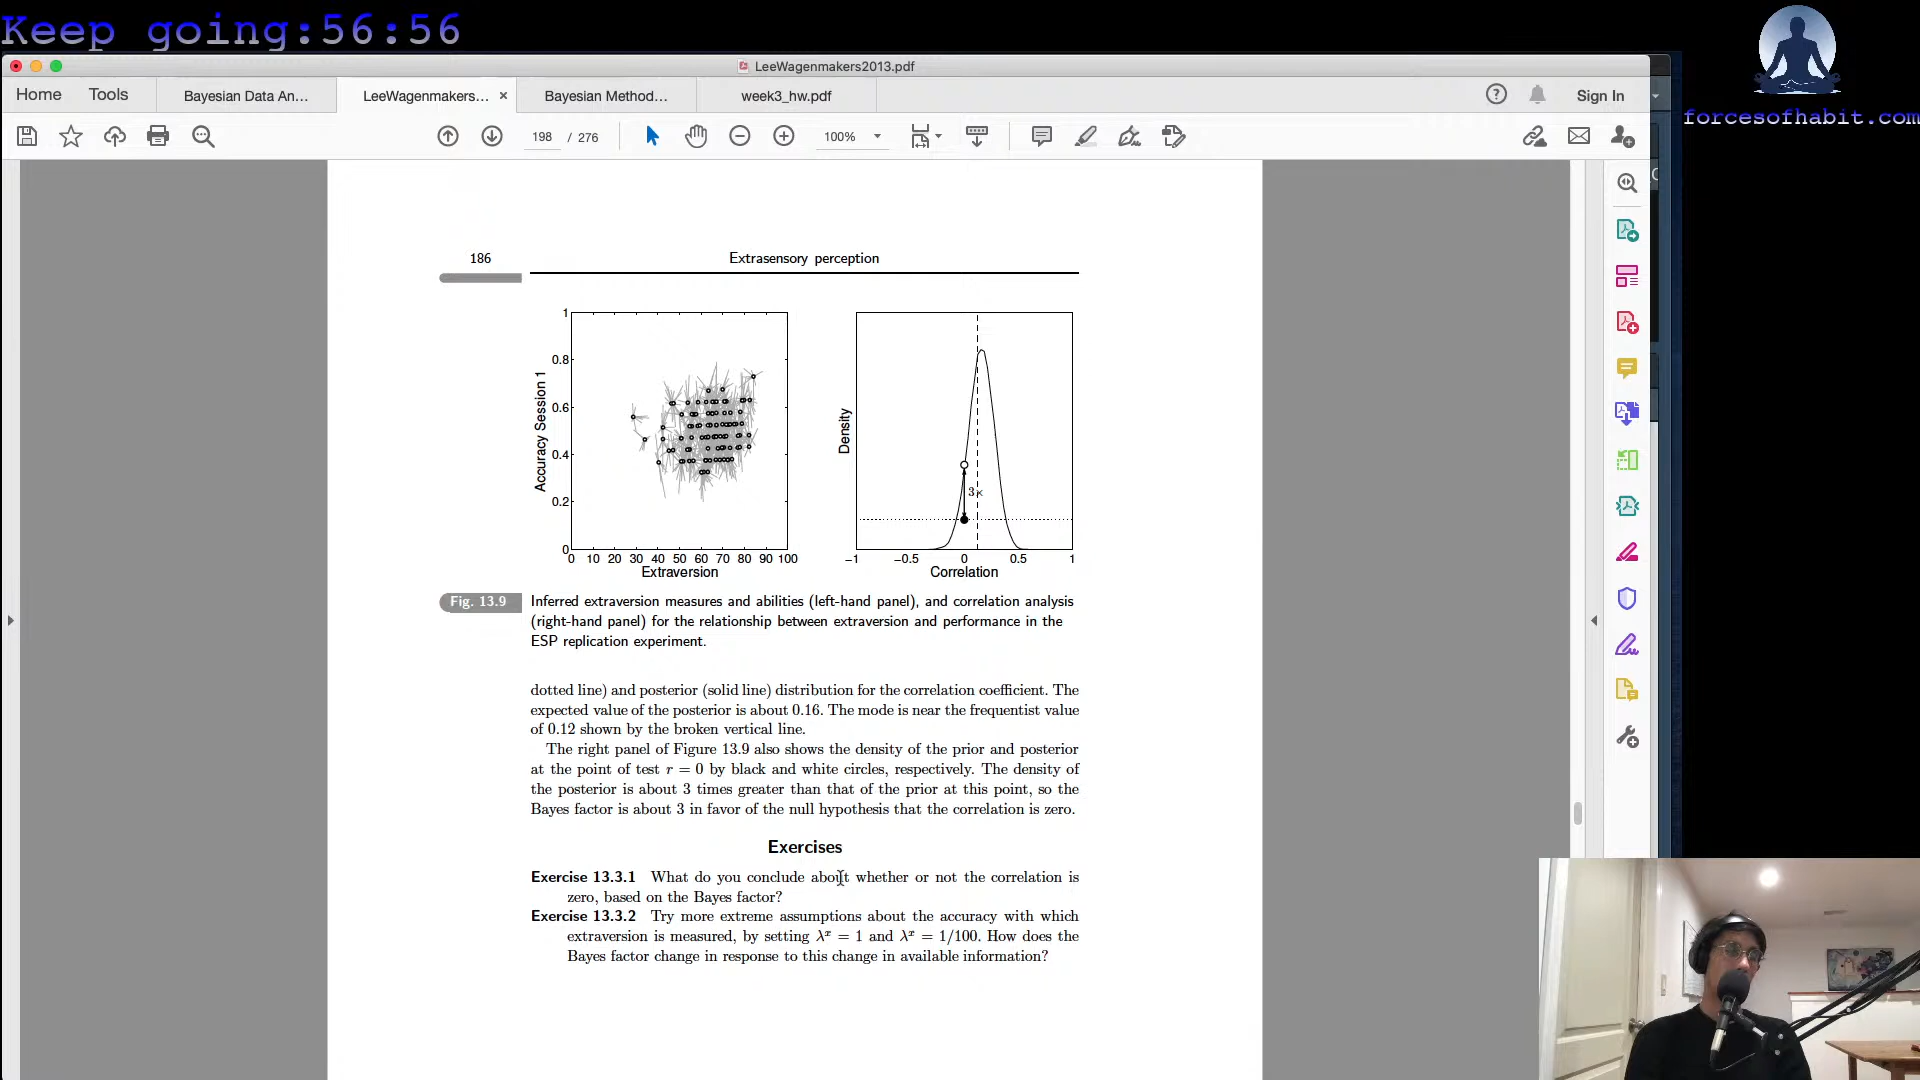 Keep going:56:56
forcesofhabit.com
LeeWagenmakers2013.pdf
Home
Tools
Bayesian Data An...
LeeWagenmakers...
Bayesian Method...
week3_hw.pdf
Sign In
198 / 276
100%
186
Extrasensory perception
1
0.8
0.6
0.4
0.2
0
Accuracy Session 1
0 10 20 30 40 50 60 70 80 90 100
Extraversion
Density
3×
−1 −0.5 0 0.5 1
Correlation
Fig. 13.9
Inferred extraversion measures and abilities (left-hand panel), and correlation analysis
(right-hand panel) for the relationship between extraversion and performance in the
ESP replication experiment.
dotted line) and posterior (solid line) distribution for the correlation coefficient. The
expected value of the posterior is about 0.16. The mode is near the frequentist value
of 0.12 shown by the broken vertical line.
The right panel of Figure 13.9 also shows the density of the prior and posterior
at the point of test r = 0 by black and white circles, respectively. The density of
the posterior is about 3 times greater than that of the prior at this point, so the
Bayes factor is about 3 in favor of the null hypothesis that the correlation is zero.
Exercises
Exercise 13.3.1 What do you conclude about whether or not the correlation is
zero, based on the Bayes factor?
Exercise 13.3.2 Try more extreme assumptions about the accuracy with which
extraversion is measured, by setting λˣ = 1 and λˣ = 1/100. How does the
Bayes factor change in response to this change in available information?